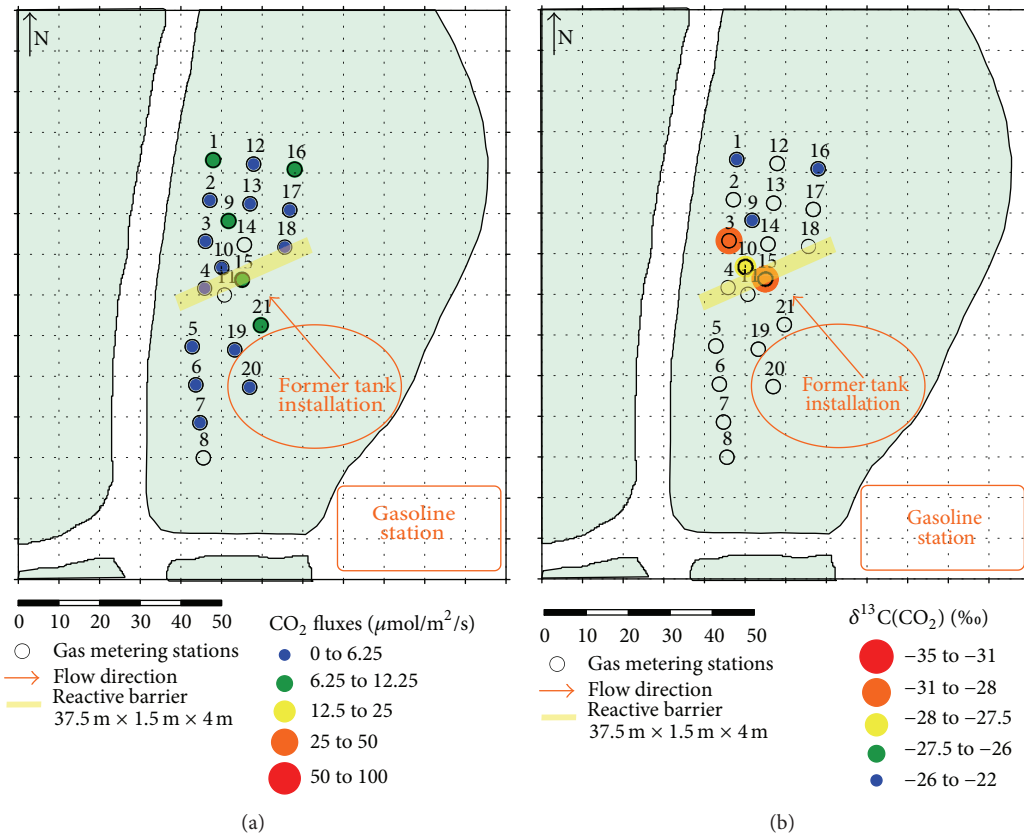 N
1
12
16
2
13
17
9
3
14
18
10
15
4
11
21
5
19
6
20
Former tank
installation
7
8
Gasoline
station
0 10 20 30 40 50
Gas metering stations
Flow direction
Reactive barrier
37.5 m × 1.5 m × 4 m
CO₂ fluxes (μmol/m²/s)
0 to 6.25
6.25 to 12.25
12.5 to 25
25 to 50
50 to 100
(a)
N
1
12
16
2
13
17
9
3
14
18
10
15
4
11
21
5
19
6
20
Former tank
installation
7
8
Gasoline
station
0 10 20 30 40 50
Gas metering stations
Flow direction
Reactive barrier
37.5 m × 1.5 m × 4 m
δ¹³C(CO₂) (‰)
−35 to −31
−31 to −28
−28 to −27.5
−27.5 to −26
−26 to −22
(b)